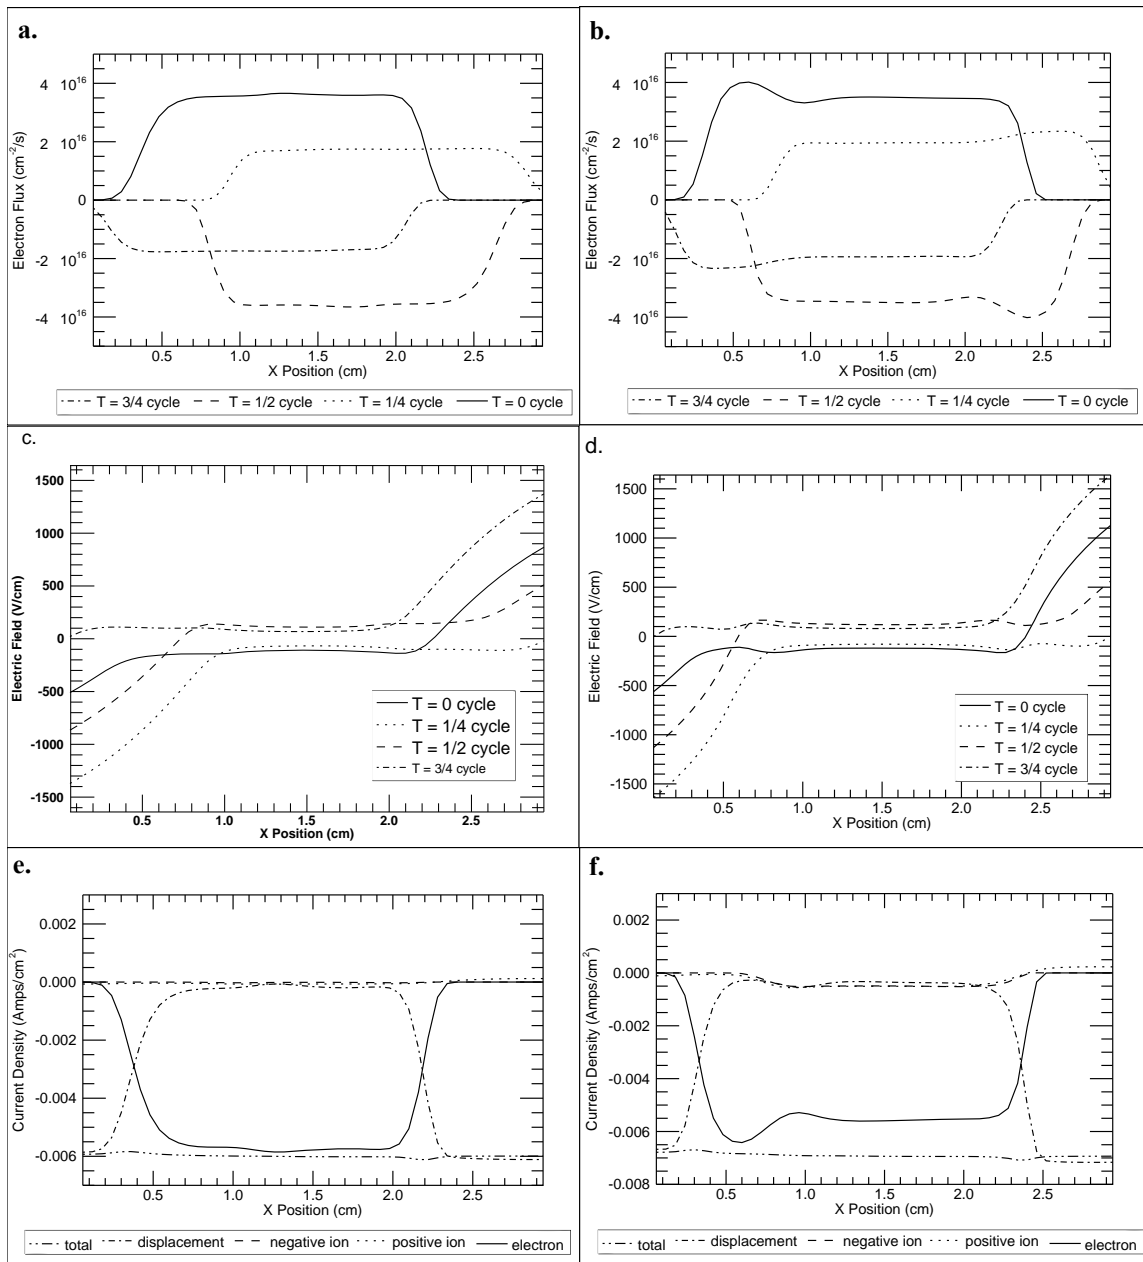 a.
Electron Flux (cm-2/s)
4 10^16
2 10^16
0
-2 10^16
-4 10^16
0.5 1.0 1.5 2.0 2.5
X Position (cm)
T = 3/4 cycle T = 1/2 cycle T = 1/4 cycle T = 0 cycle
b.
Electron Flux (cm-2/s)
4 10^16
2 10^16
0
-2 10^16
-4 10^16
0.5 1.0 1.5 2.0 2.5
X Position (cm)
T = 3/4 cycle T = 1/2 cycle T = 1/4 cycle T = 0 cycle
c.
Electric Field (V/cm)
1500
1000
500
0
-500
-1000
-1500
T = 0 cycle
T = 1/4 cycle
T = 1/2 cycle
T = 3/4 cycle
0.5 1.0 1.5 2.0 2.5
X Position (cm)
d.
Electric Field (V/cm)
1500
1000
500
0
-500
-1000
-1500
T = 0 cycle
T = 1/4 cycle
T = 1/2 cycle
T = 3/4 cycle
0.5 1.0 1.5 2.0 2.5
X Position (cm)
e.
Current Density (Amps/cm2)
0.002
0.000
-0.002
-0.004
-0.006
0.5 1.0 1.5 2.0 2.5
X Position (cm)
total displacement negative ion positive ion electron
f.
Current Density (Amps/cm2)
0.002
0.000
-0.002
-0.004
-0.006
-0.008
0.5 1.0 1.5 2.0 2.5
X Position (cm)
total displacement negative ion positive ion electron